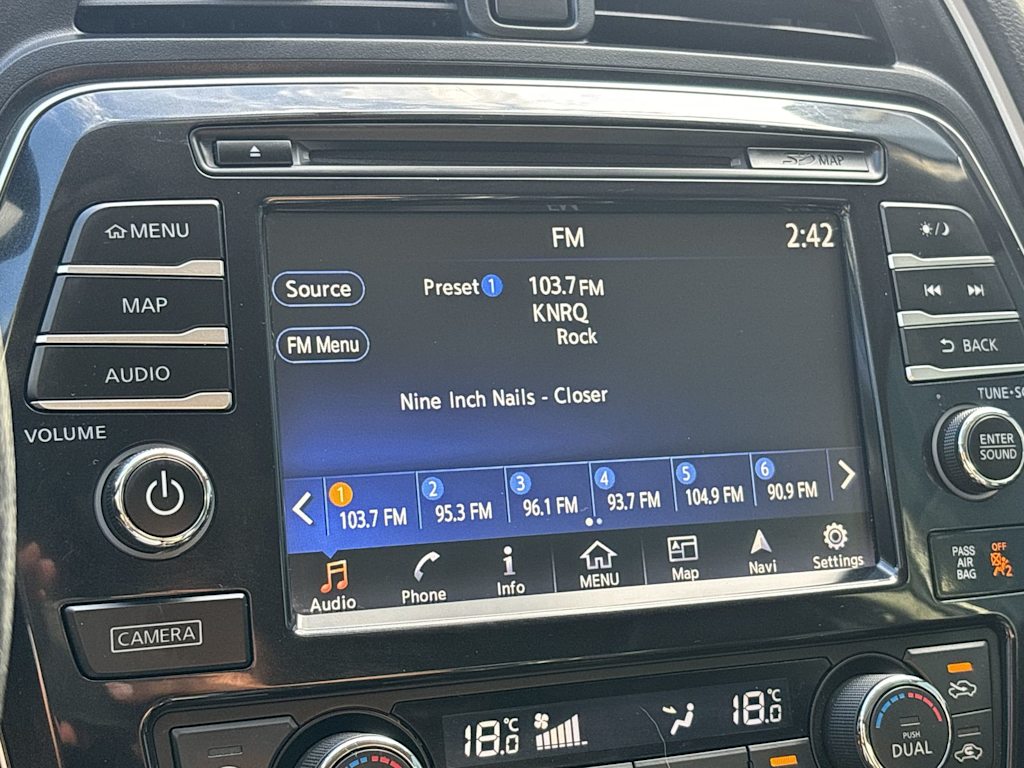 SD MAP
MENU
MAP
AUDIO
VOLUME
CAMERA
FM
2:42
Source
Preset 1 103.7 FM
KNRQ
Rock
FM Menu
Nine Inch Nails - Closer
1 103.7 FM
2 95.3 FM
3 96.1 FM
4 93.7 FM
5 104.9 FM
6 90.9 FM
Audio
Phone
Info
MENU
Map
Navi
Settings
BACK
ENTER
SOUND
PASS
AIR
BAG
OFF
2
18.0°C
18.0°C
PUSH
DUAL